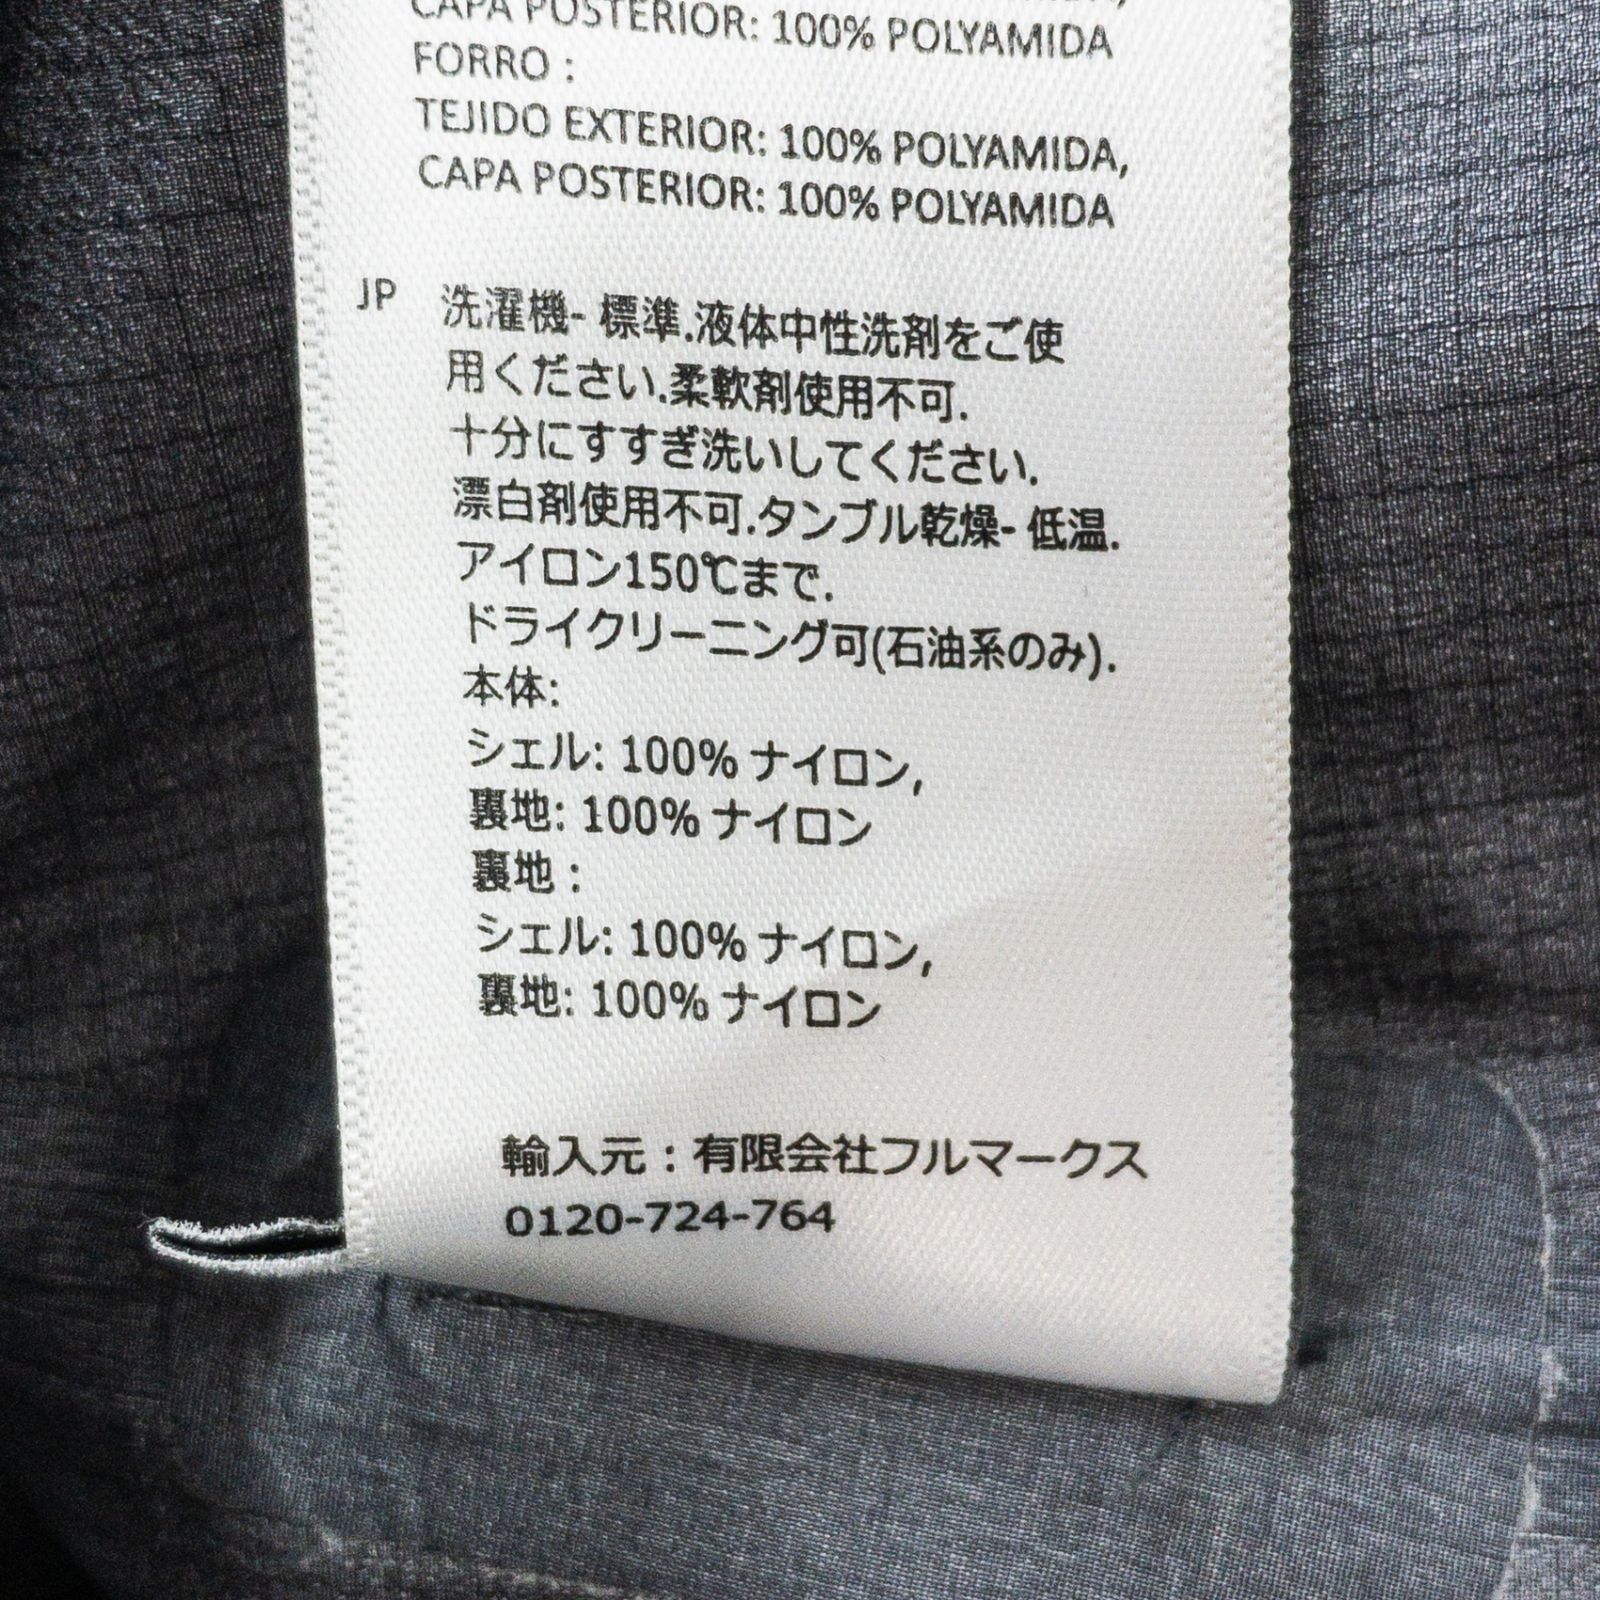 CAPA POSTERIOR: 100% POLYAMIDA
FORRO :
TEJIDO EXTERIOR: 100% POLYAMIDA,
CAPA POSTERIOR: 100% POLYAMIDA
JP 洗濯機- 標準.液体中性洗剤をご使
用ください.柔軟剤使用不可.
十分にすすぎ洗いしてください.
漂白剤使用不可.タンブル乾燥- 低温.
アイロン150℃まで.
ドライクリーニング可(石油系のみ).
本体:
シェル: 100% ナイロン,
裏地: 100% ナイロン
裏地 :
シェル: 100% ナイロン,
裏地: 100% ナイロン
輸入元 : 有限会社フルマークス
0120-724-764